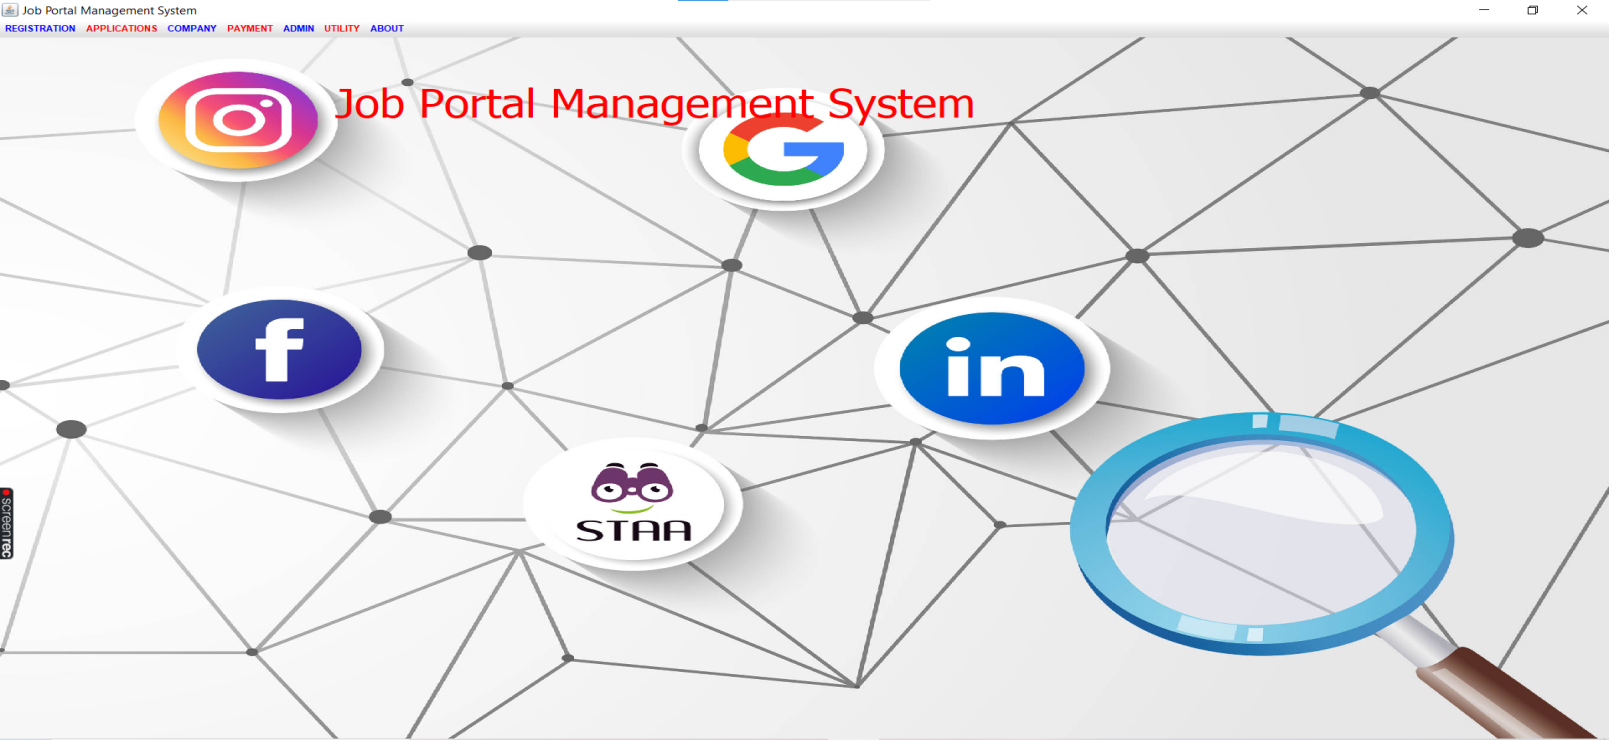 Job Portal Management System
REGISTRATION APPLICATIONS COMPANY PAYMENT ADMIN UTILITY ABOUT
Job Portal Management System
G
f
in
STAA
screenrec